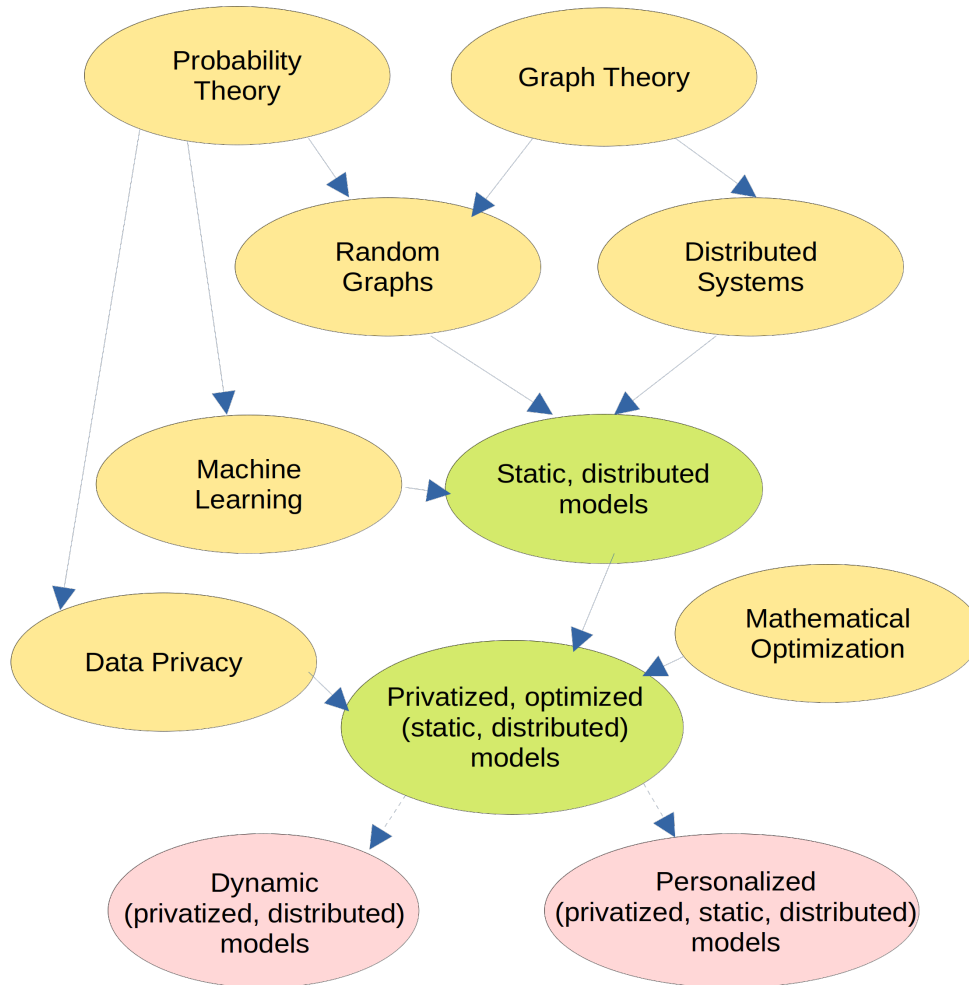 Probability
Theory
Graph Theory
Random
Graphs
Distributed
Systems
Machine
Learning
Static, distributed
models
Mathematical
Optimization
Data Privacy
Privatized, optimized
(static, distributed)
models
Dynamic
(privatized, distributed)
models
Personalized
(privatized, static, distributed)
models